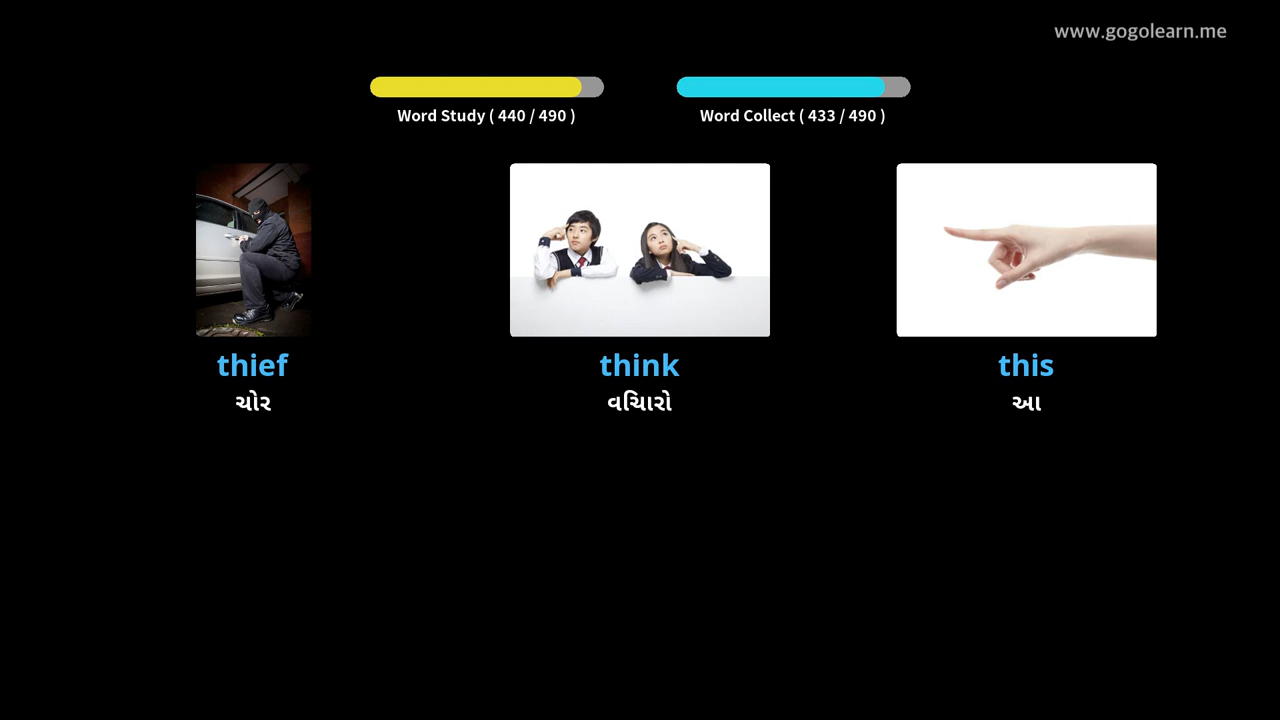 www.gogolearn.me
Word Study ( 440 / 490 )
Word Collect ( 433 / 490 )
thief
think
this
ચોર
વિચારો
આ